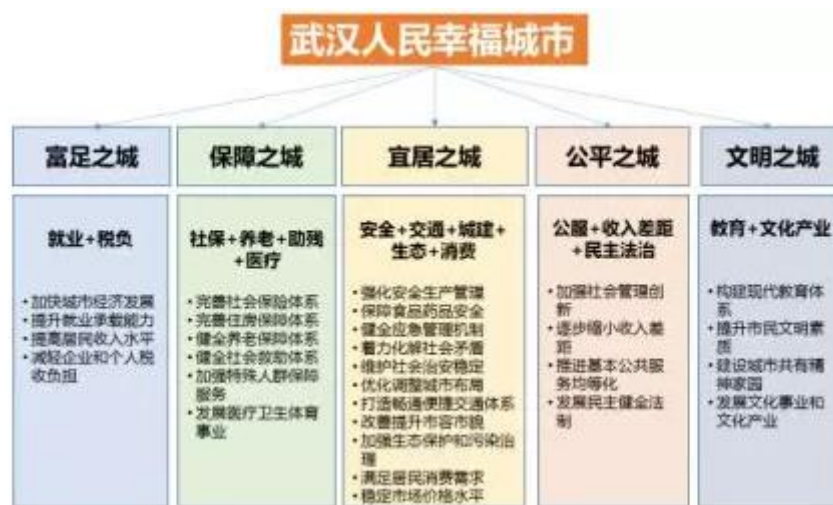 武汉人民幸福城市
富足之城
就业+税负
•加快城市经济发展
•提升就业承载能力
•提高居民收入水平
•减轻企业和个人税
收负担
保障之城
社保+养老+助残
+医疗
•完善社会保险体系
•完善住房保障体系
•健全养老保障体系
•健全社会救助体系
•加强特殊人群保障
服务
•发展医疗卫生体育
事业
宜居之城
安全+交通+城建+
生态+消费
•强化安全生产管理
•保障食品药品安全
•健全应急管理机制
•着力化解社会矛盾
•维护社会治安稳定
•优化调整城市布局
•打造畅通便捷交通体系
•改善提升市容市貌
•加强生态保护和污染治
理
•满足居民消费需求
•稳定市场价格水平
公平之城
公服+收入差距
+民主法治
•加强社会管理创
新
•逐步缩小收入差
距
•推进基本公共服
务均等化
•发展民主健全法
制
文明之城
教育+文化产业
•构建现代教育体
系
•提升市民文明素
质
•建设城市共有精
神家园
•发展文化事业和
文化产业